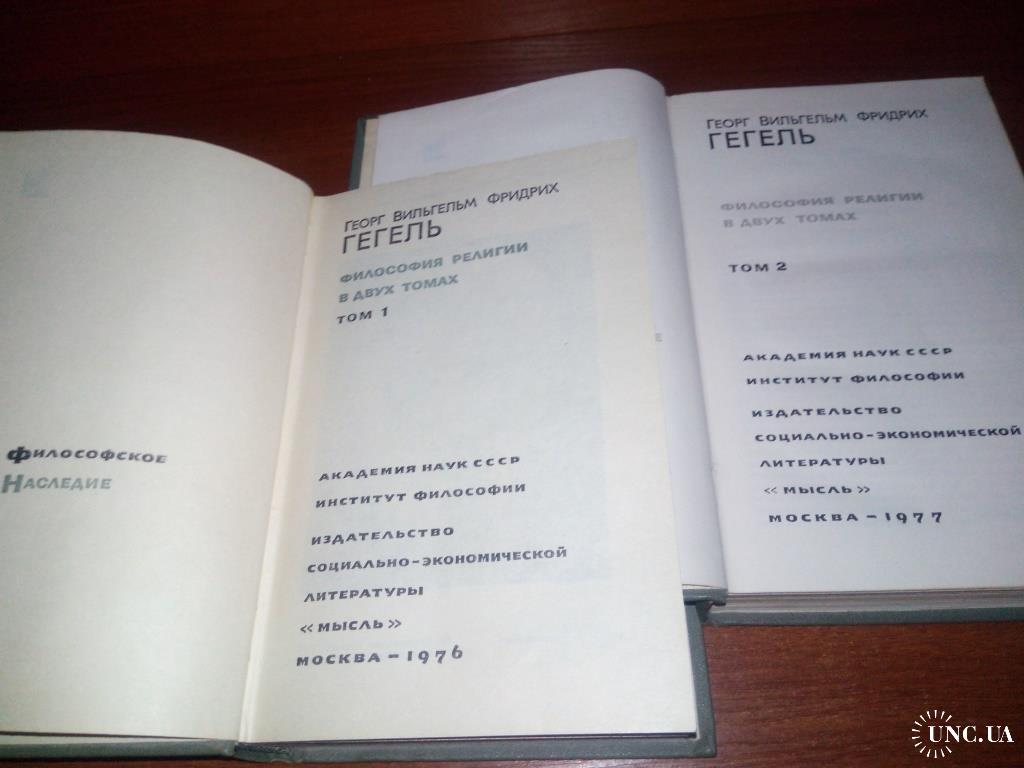 Философское
Наследие
Георг Вильгельм Фридрих
ГЕГЕЛЬ
ФИЛОСОФИЯ РЕЛИГИИ
В ДВУХ ТОМАХ
ТОМ 1
АКАДЕМИЯ НАУК СССР
ИНСТИТУТ ФИЛОСОФИИ
ИЗДАТЕЛЬСТВО
СОЦИАЛЬНО-ЭКОНОМИЧЕСКОЙ
ЛИТЕРАТУРЫ
«МЫСЛЬ»
МОСКВА – 1976
Георг Вильгельм Фридрих
ГЕГЕЛЬ
ФИЛОСОФИЯ РЕЛИГИИ
В ДВУХ ТОМАХ
ТОМ 2
АКАДЕМИЯ НАУК СССР
ИНСТИТУТ ФИЛОСОФИИ
ИЗДАТЕЛЬСТВО
СОЦИАЛЬНО-ЭКОНОМИЧЕСКОЙ
ЛИТЕРАТУРЫ
«МЫСЛЬ»
МОСКВА – 1977
UNC.UA